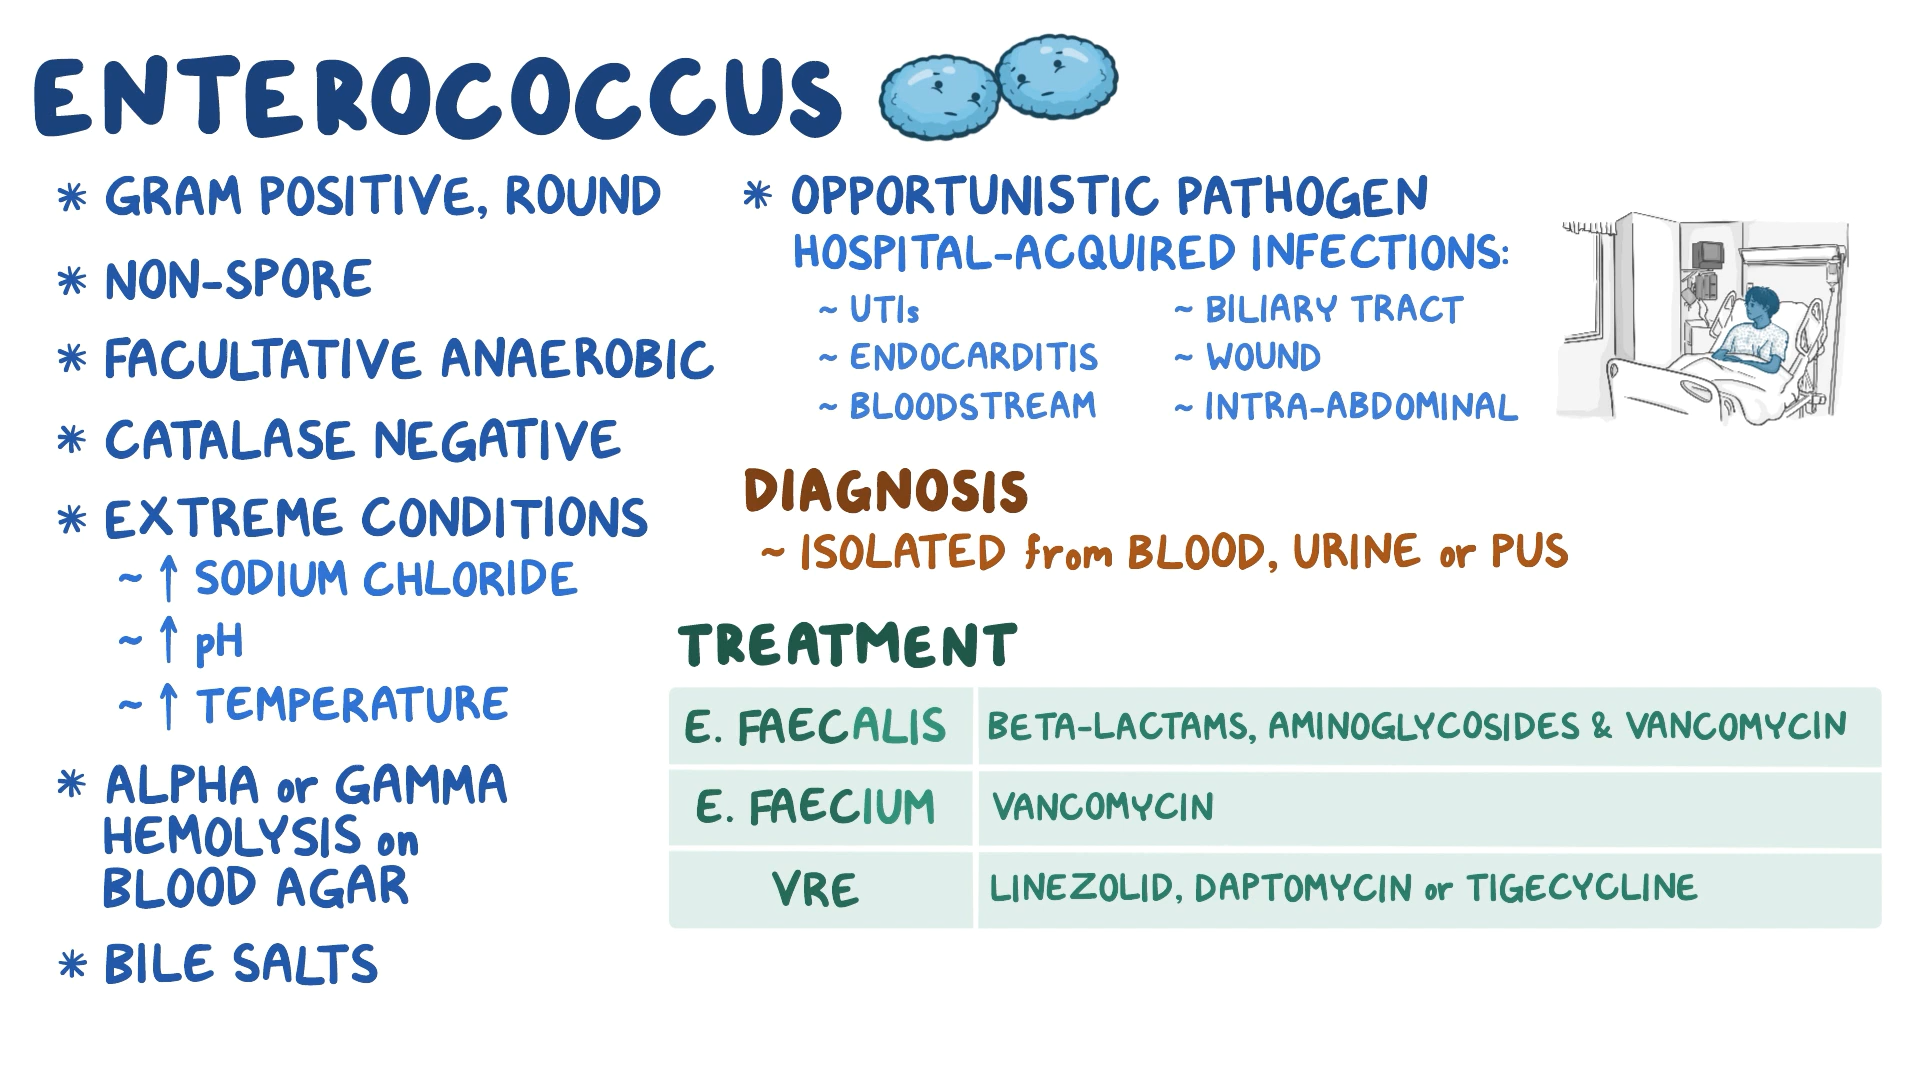 ENTEROCOCCUS
* GRAM POSITIVE, ROUND
* NON-SPORE
* FACULTATIVE ANAEROBIC
* CATALASE NEGATIVE
* EXTREME CONDITIONS
~ ↑ SODIUM CHLORIDE
~ ↑ pH
~ ↑ TEMPERATURE
* ALPHA or GAMMA
HEMOLYSIS on
BLOOD AGAR
* BILE SALTS
* OPPORTUNISTIC PATHOGEN
HOSPITAL-ACQUIRED INFECTIONS:
~ UTIs
~ ENDOCARDITIS
~ BLOODSTREAM
~ BILIARY TRACT
~ WOUND
~ INTRA-ABDOMINAL
DIAGNOSIS
~ ISOLATED from BLOOD, URINE or PUS
TREATMENT
E. FAECALIS BETA-LACTAMS, AMINOGLYCOSIDES & VANCOMYCIN
E. FAECIUM VANCOMYCIN
VRE LINEZOLID, DAPTOMYCIN or TIGECYCLINE